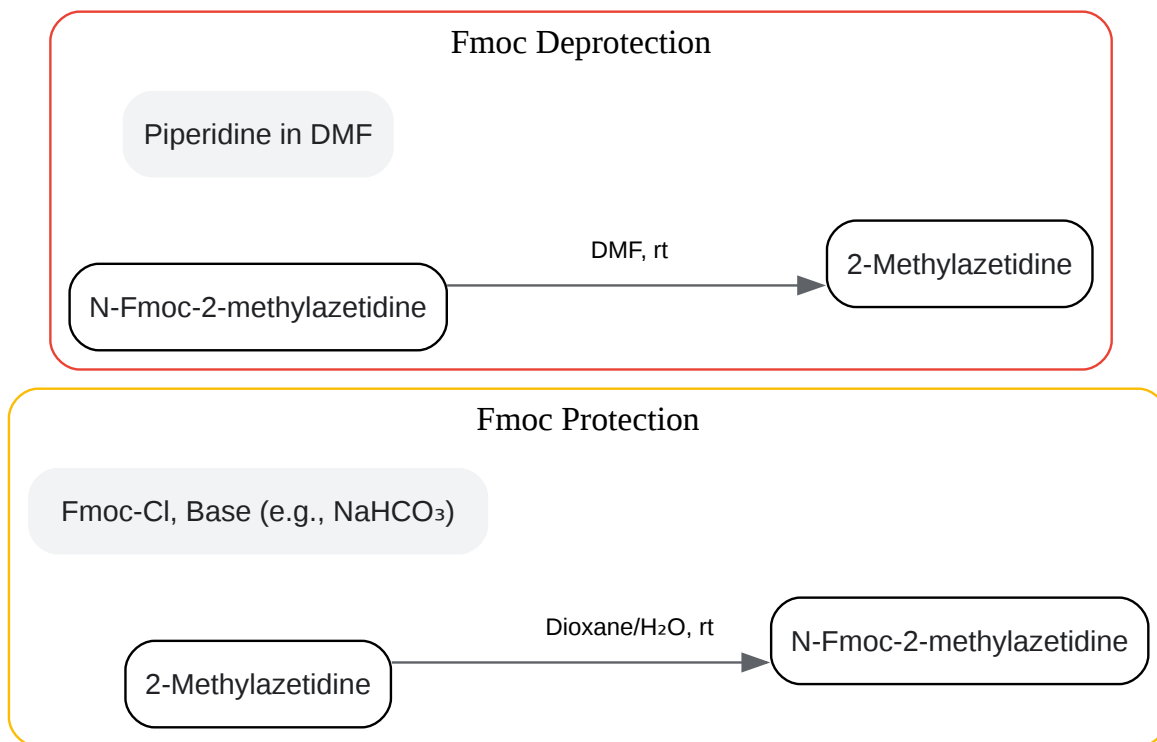 Fmoc Deprotection
Piperidine in DMF
DMF, rt
2-Methylazetidine
N-Fmoc-2-methylazetidine
Fmoc Protection
Fmoc-Cl, Base (e.g., NaHCO₃)
Dioxane/H₂O, rt
N-Fmoc-2-methylazetidine
2-Methylazetidine